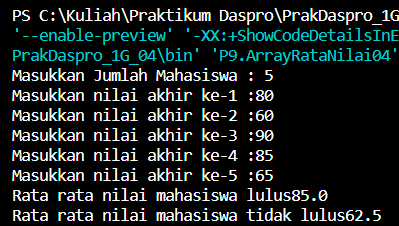 PS C:\Kuliah\Praktikum Daspro\PrakDaspro_1G
'--enable-preview' '-XX:+ShowCodeDetailsInE
PrakDaspro_1G_04\bin' 'P9.ArrayRataNilai04'
Masukkan Jumlah Mahasiswa : 5
Masukkan nilai akhir ke-1 :80
Masukkan nilai akhir ke-2 :60
Masukkan nilai akhir ke-3 :90
Masukkan nilai akhir ke-4 :85
Masukkan nilai akhir ke-5 :65
Rata rata nilai mahasiswa lulus85.0
Rata rata nilai mahasiswa tidak lulus62.5